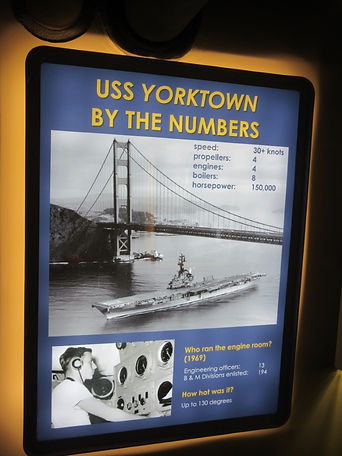 USS YORKTOWN
BY THE NUMBERS
speed: 30+ knots
propellers: 4
engines: 4
boilers: 8
horsepower: 150,000
Who ran the engine room?
(1969)
Engineering officers: 13
B & M Divisions enlisted: 194
How hot was it?
Up to 130 degrees